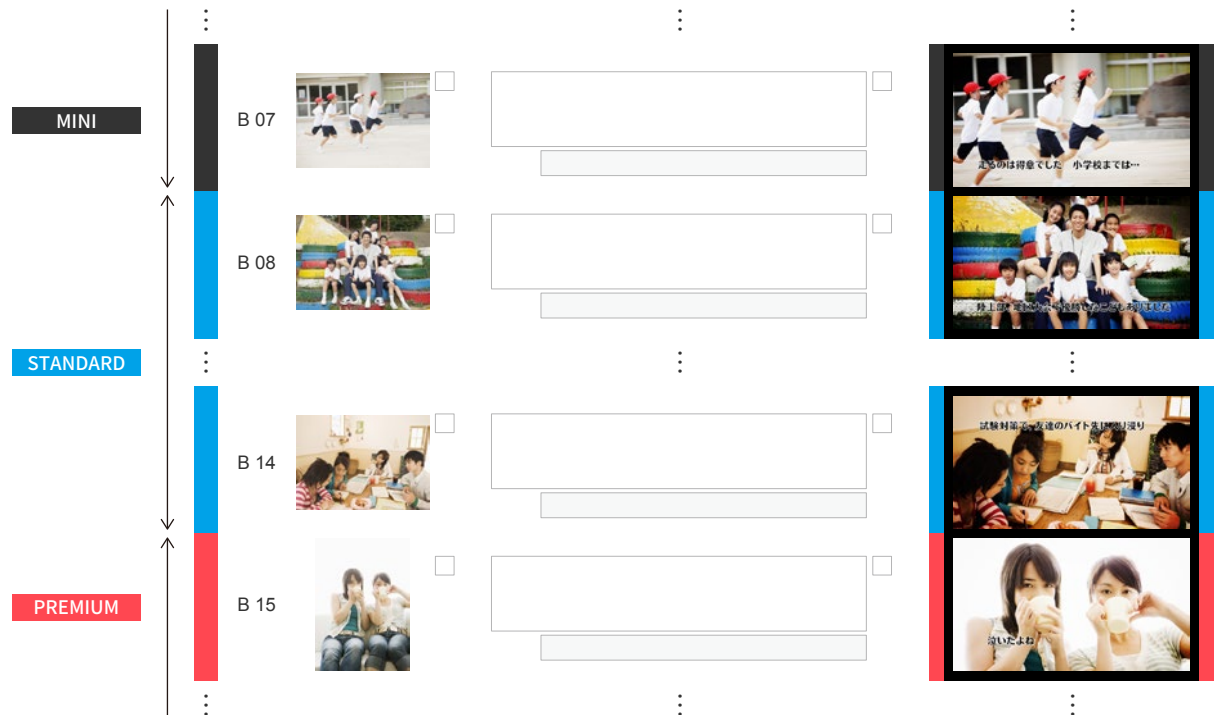 MINI
B 07
走るのは得意でした 小学校までは…
B 08
STANDARD
B 14
試験対策で 友達のバイト先に入り浸り
B 15
PREMIUM
泣いたよね